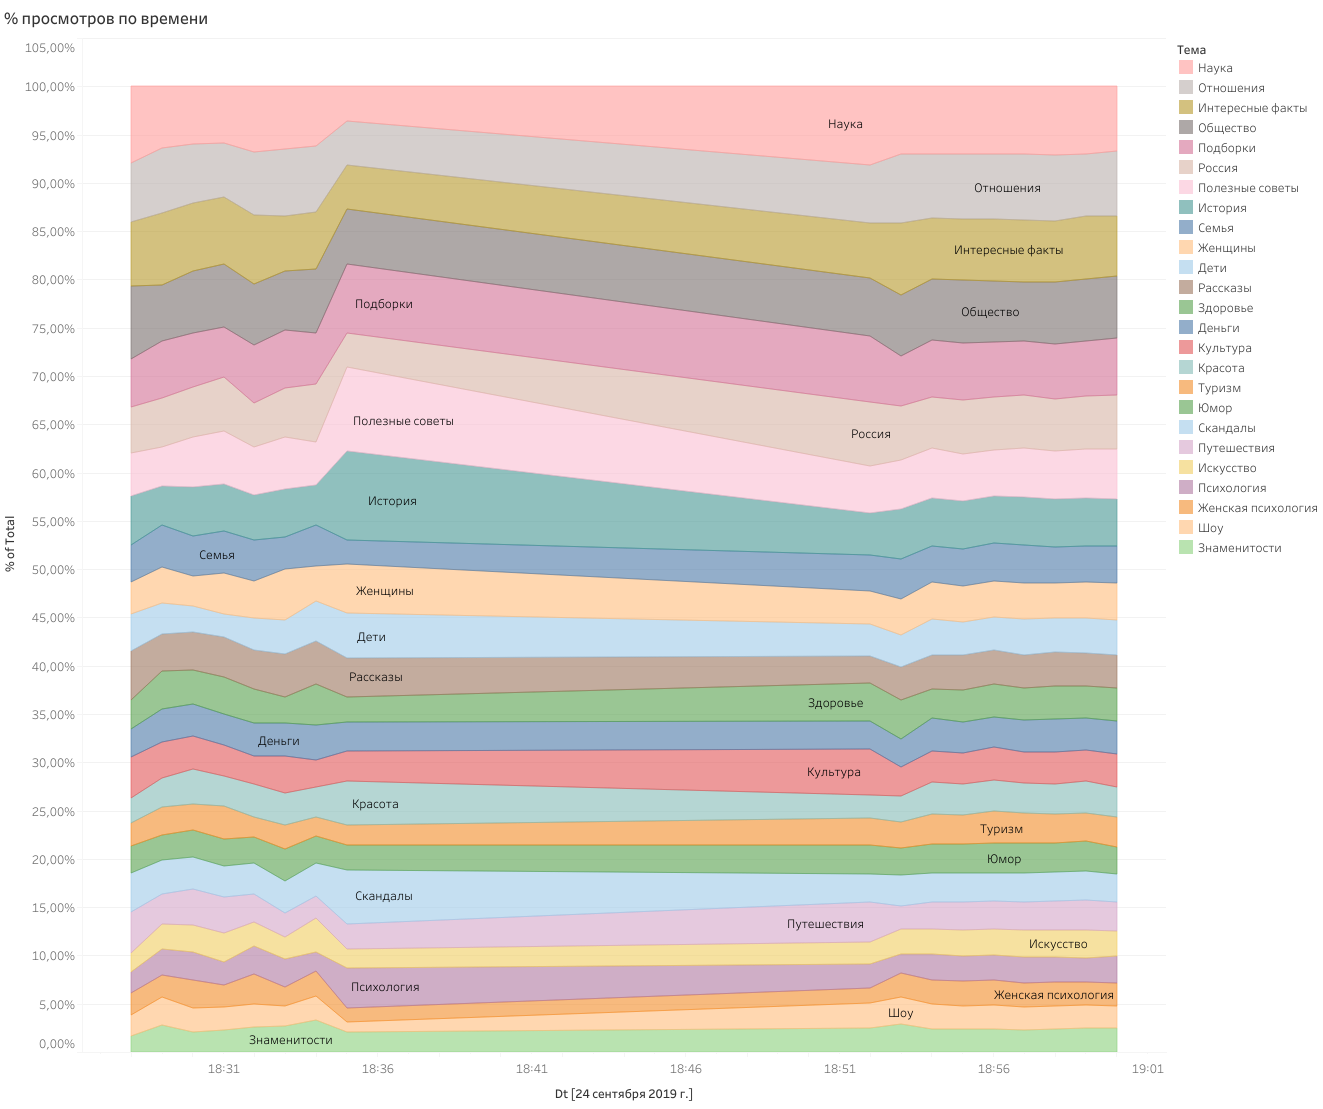 % просмотров по времени
105,00%
100,00%
95,00%
90,00%
85,00%
80,00%
75,00%
70,00%
65,00%
60,00%
55,00%
50,00%
45,00%
40,00%
35,00%
30,00%
25,00%
20,00%
15,00%
10,00%
5,00%
0,00%
% of Total
Наука
Отношения
Интересные факты
Общество
Подборки
Россия
Полезные советы
История
Семья
Женщины
Дети
Рассказы
Здоровье
Деньги
Культура
Красота
Туризм
Юмор
Скандалы
Путешествия
Искусство
Психология
Женская психология
Шоу
Знаменитости
18:31
18:36
18:41
18:46
18:51
18:56
19:01
Dt [24 сентября 2019 г.]
Тема
Наука
Отношения
Интересные факты
Общество
Подборки
Россия
Полезные советы
История
Семья
Женщины
Дети
Рассказы
Здоровье
Деньги
Культура
Красота
Туризм
Юмор
Скандалы
Путешествия
Искусство
Психология
Женская психология
Шоу
Знаменитости